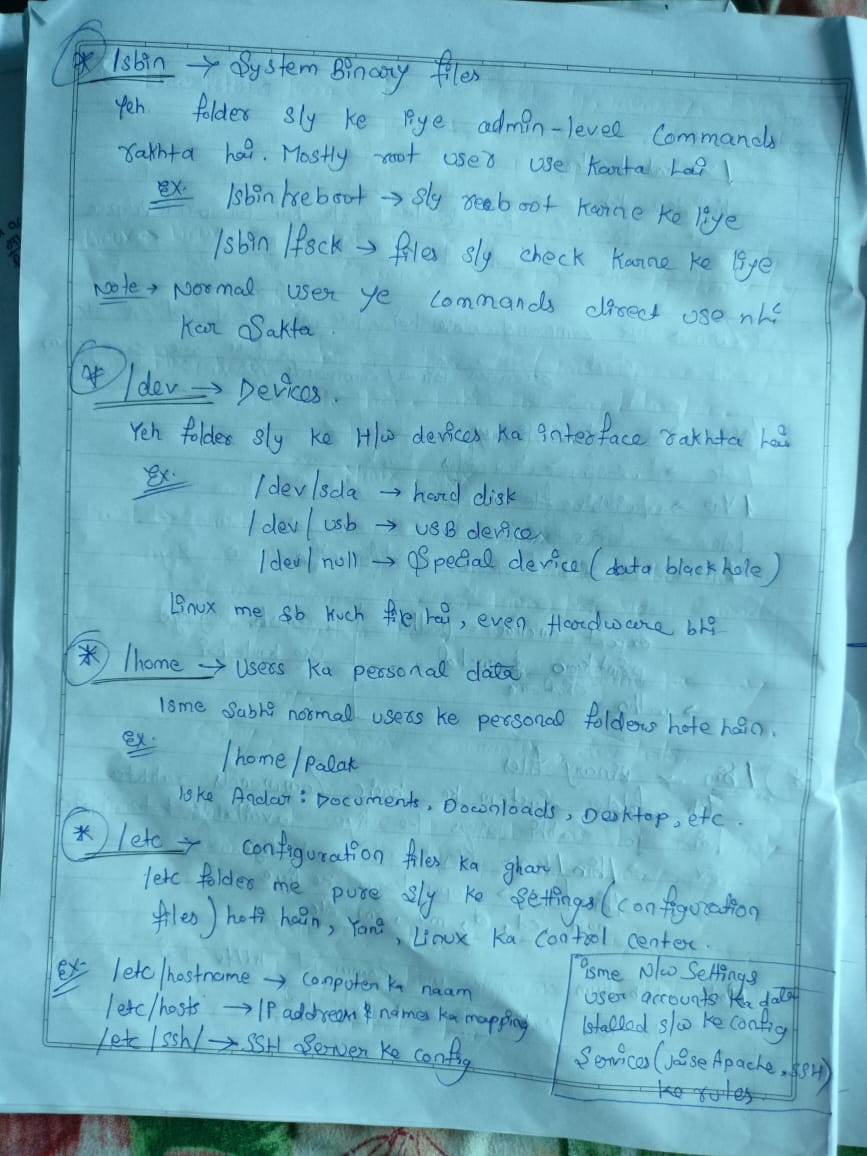 * /sbin → System Binary files
Yeh folder s/y ke liye admin-level Commands
rakhta hai. Mostly root user use karta hai |
Ex. /sbin/reboot → s/y reeboot karne ke liye
/sbin/fsck → files s/y check karne ke liye
Note → Normal user ye commands direct use nhi
kar sakta.
* /dev → Devices.
Yeh folder s/y ke H/w devices ka interface rakhta hai
Ex. /dev/sda → hard disk
/dev/usb → USB device
/dev/null → Special device (data black hole)
Linux me sb kuch file hai, even Hardware bhi
* /home → Users ka personal data
Isme sabhi normal users ke personal folders hote hain.
Ex. /home/palak
Iske Andar: Documents, Downloads, Desktop, etc.
* /etc → Configuration files ka ghar
/etc folder me pure s/y ke settings (configuration
files) hoti hain, Yani, Linux ka control center.
Ex- /etc/hostname → computer ka naam
/etc/hosts → IP address & names ka mapping
/etc/ssh/ → SSH Server ke config
isme N/w Settings
user accounts ka data
Istalled s/w ke config
Services (jaise Apache, SSH)
ke rules.